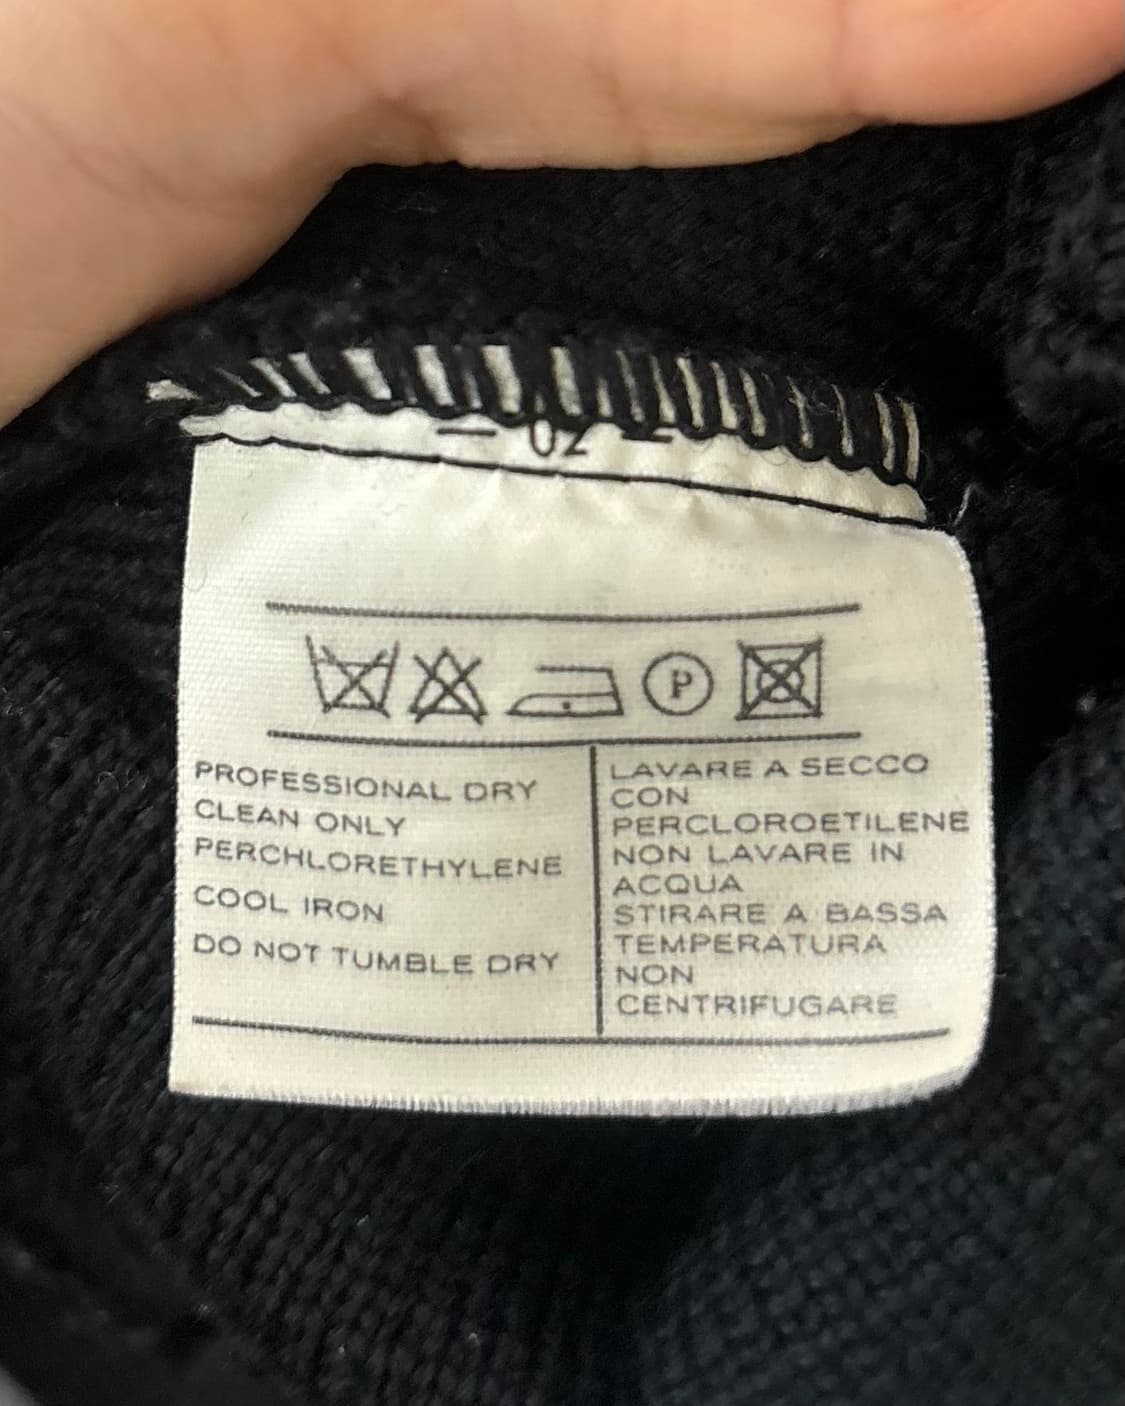 02
P
PROFESSIONAL DRY
CLEAN ONLY
PERCHLORETHYLENE
COOL IRON
DO NOT TUMBLE DRY
LAVARE A SECCO
CON
PERCLOROETILENE
NON LAVARE IN
ACQUA
STIRARE A BASSA
TEMPERATURA
NON
CENTRIFUGARE